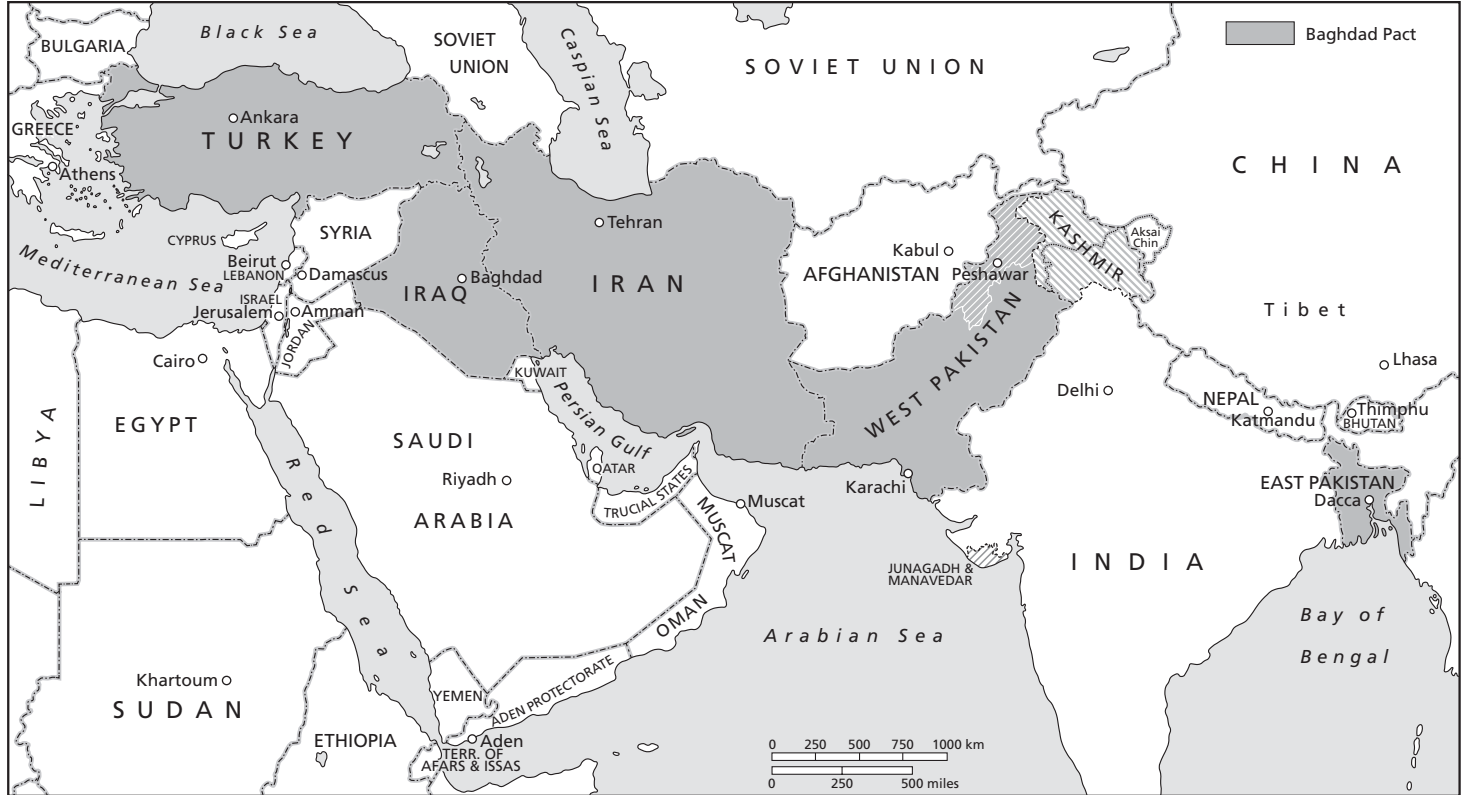 Black Sea
BULGARIA
SOVIET
UNION
Caspian Sea
SOVIET UNION
Baghdad Pact
GREECE
Athens
Ankara
TURKEY
CHINA
CYPRUS
SYRIA
Tehran
Kabul
AFGHANISTAN
Peshawar
KASHMIR
Aksai
Chin
Mediterranean Sea
Beirut
LEBANON
Damascus
Baghdad
IRAQ
IRAN
ISRAEL
Jerusalem
Amman
JORDAN
Tibet
Cairo
KUWAIT
WEST PAKISTAN
Delhi
Lhasa
NEPAL
Katmandu
Thimphu
BHUTAN
LIBYA
EGYPT
SAUDI
ARABIA
Riyadh
Persian Gulf
QATAR
TRUCIAL STATES
Karachi
EAST PAKISTAN
Dacca
Red Sea
Muscat
MUSCAT
OMAN
JUNAGADH &
MANAVEDAR
INDIA
Arabian Sea
Bay of
Bengal
Khartoum
SUDAN
YEMEN
ADEN PROTECTORATE
ETHIOPIA
Aden
TERR. OF
AFARS & ISSAS
0 250 500 750 1000 km
0 250 500 miles